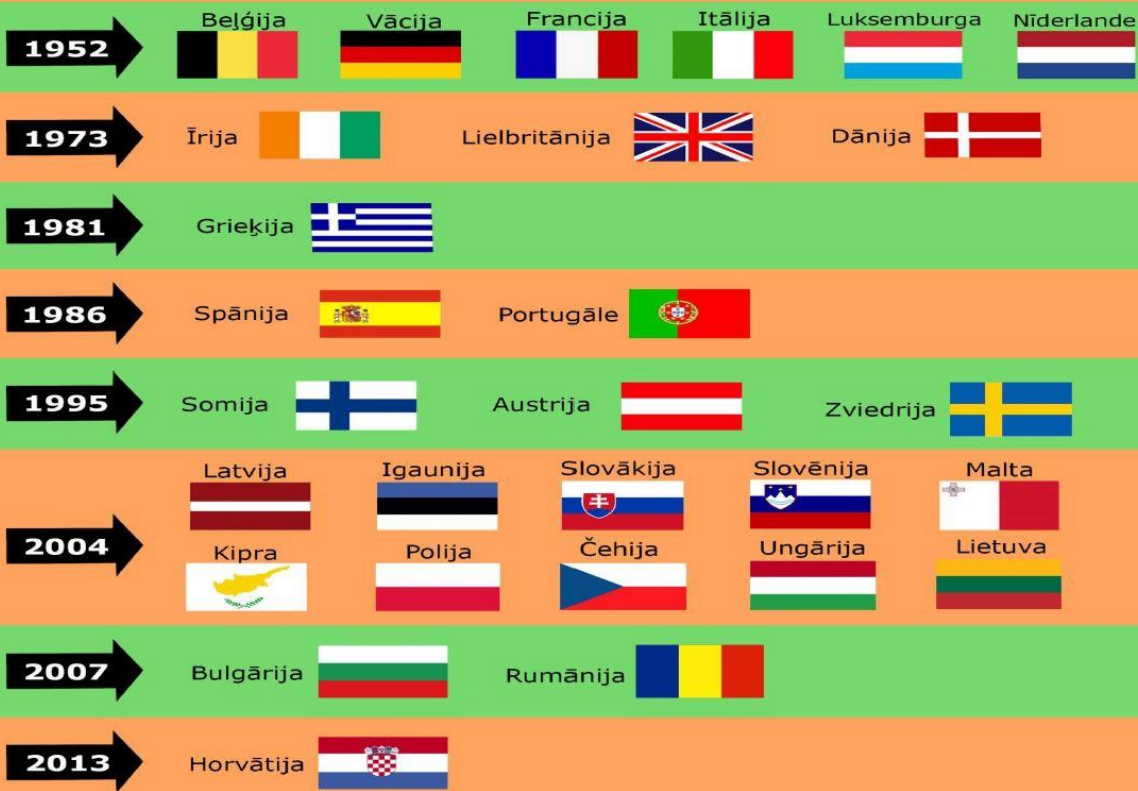 1952 Beļģija Vācija Francija Itālija Luksemburga Nīderlande
1973 Īrija Lielbritānija Dānija
1981 Grieķija
1986 Spānija Portugāle
1995 Somija Austrija Zviedrija
2004
Latvija Igaunija Slovākija Slovēnija Malta
Kipra Polija Čehija Ungārija Lietuva
2007 Bulgārija Rumānija
2013 Horvātija